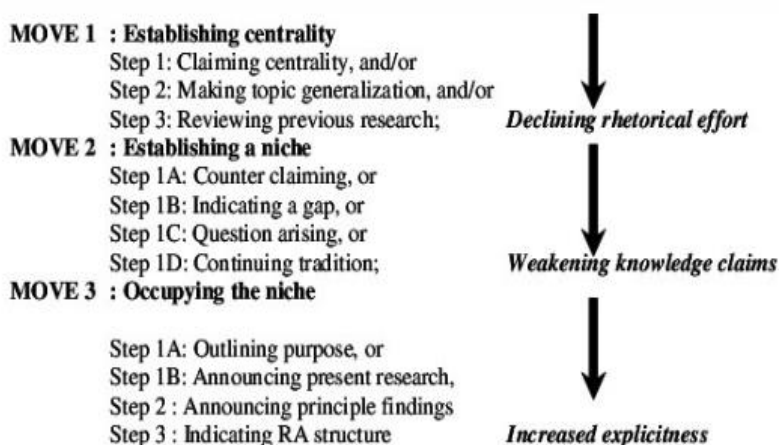 MOVE 1 : Establishing centrality
Step 1: Claiming centrality, and/or
Step 2: Making topic generalization, and/or
Step 3: Reviewing previous research; Declining rhetorical effort
MOVE 2 : Establishing a niche
Step 1A: Counter claiming, or
Step 1B: Indicating a gap, or
Step 1C: Question arising, or
Step 1D: Continuing tradition; Weakening knowledge claims
MOVE 3 : Occupying the niche
Step 1A: Outlining purpose, or
Step 1B: Announcing present research,
Step 2 : Announcing principle findings
Step 3 : Indicating RA structure Increased explicitness